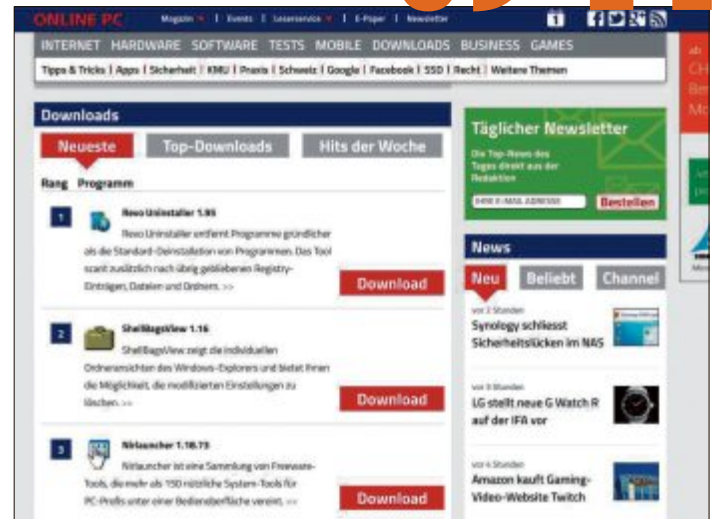 ONLINE PC
Magazin | Events | Leserservice | E-Paper | Newsletter
1
INTERNET HARDWARE SOFTWARE TESTS MOBILE DOWNLOADS BUSINESS GAMES
Tipps & Tricks | Apps | Sicherheit | KMU | Praxis | Schweiz | Google | Facebook | SSD | Recht | Weitere Themen
Downloads
Neueste Top-Downloads Hits der Woche
Rang Programm
1
Revo Uninstaller 1.95
Revo Uninstaller entfernt Programme gründlicher
als die Standard-Deinstallation von Programmen. Das Tool
scant zusätzlich nach übrig gebliebenen Registry-
Einträgen, Dateien und Ordnern. >>
Download
2
ShellBagsView 1.16
ShellBagsView zeigt die individuellen
Ordneransichten des Windows-Explorers und bietet Ihnen
die Möglichkeit, die modifizierten Einstellungen zu
löschen. >>
Download
3
Nirlauncher 1.18.73
Nirlauncher ist eine Sammlung von Freeware-
Tools, die mehr als 150 nützliche System-Tools für
PC-Profis unter einer Bedienoberfläche vereint. >>
Download
Täglicher Newsletter
Die Top-News des
Tages direkt aus der
Redaktion
IHRE E-MAIL ADRESSE Bestellen
News
Neu Beliebt Channel
vor 2 Stunden
Synology schliesst
Sicherheitslücken im NAS
vor 3 Stunden
LG stellt neue G Watch R
auf der IFA vor
vor 4 Stunden
Amazon kauft Gaming-
Video-Website Twitch
ab
CH